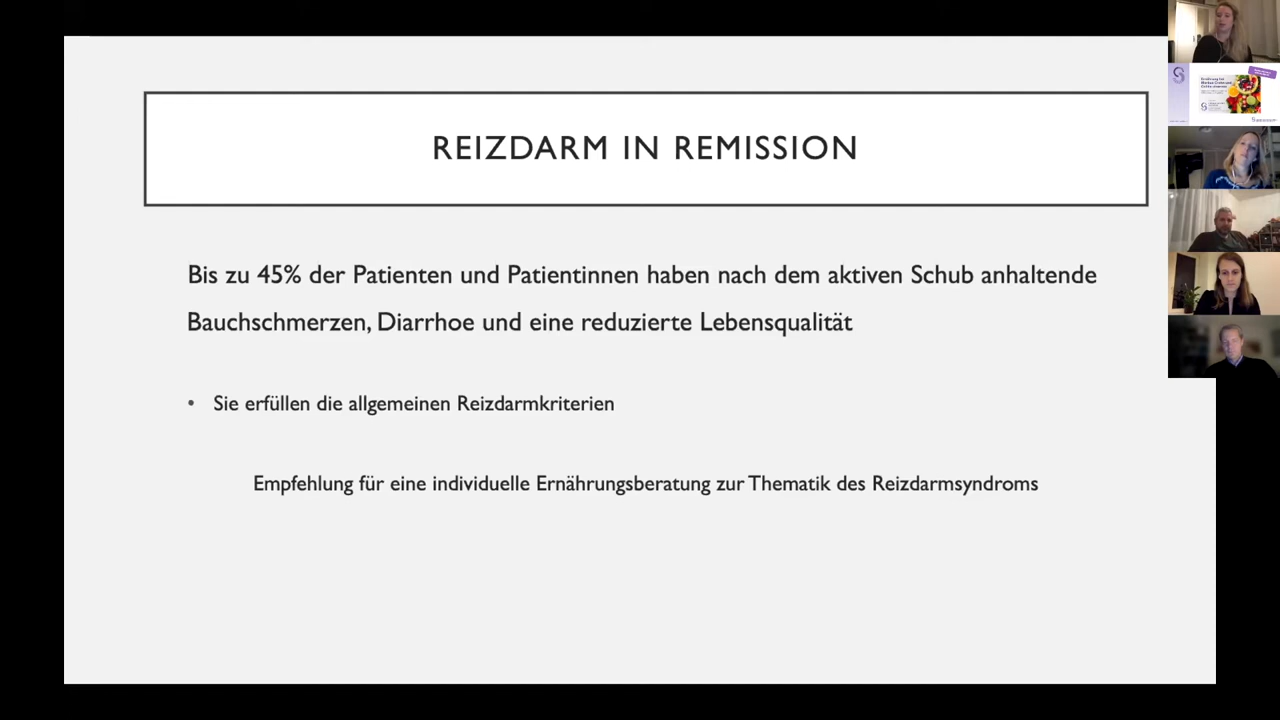 REIZDARM IN REMISSION
Bis zu 45% der Patienten und Patientinnen haben nach dem aktiven Schub anhaltende
Bauchschmerzen, Diarrhoe und eine reduzierte Lebensqualität
• Sie erfüllen die allgemeinen Reizdarmkriterien
Empfehlung für eine individuelle Ernährungsberatung zur Thematik des Reizdarmsyndroms